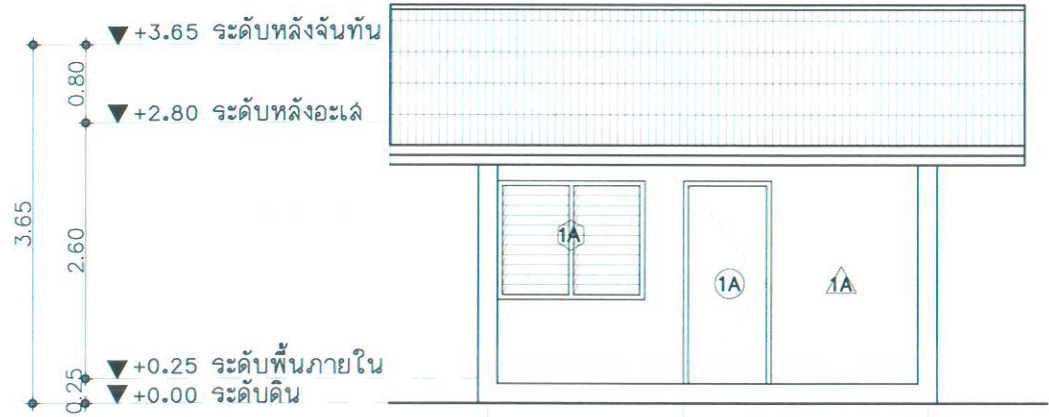 +3.65 ระดับหลังจันทัน
0.80
+2.80 ระดับหลังอะเส
3.65
2.60
1A
1A
1A
+0.25 ระดับพื้นภายใน
0.25
+0.00 ระดับดิน